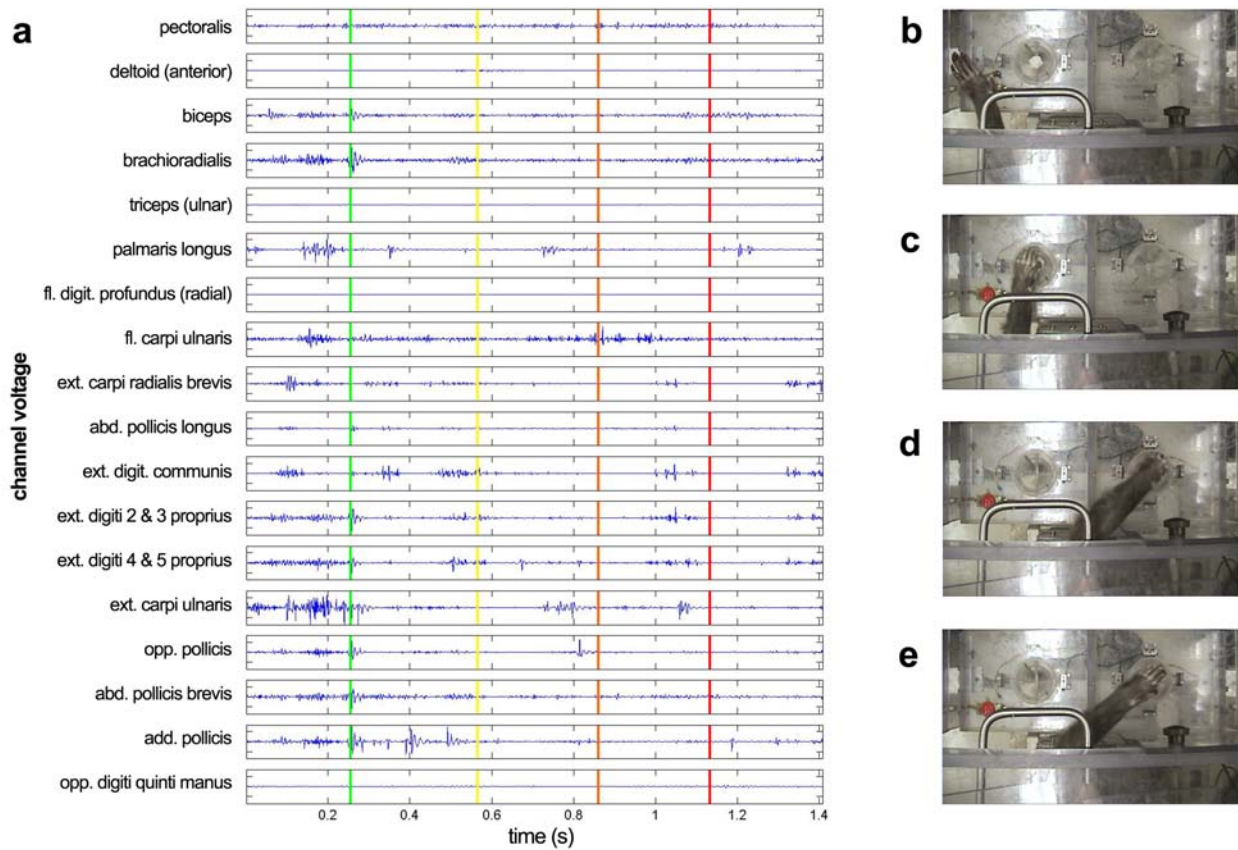 a
pectoralis
deltoid (anterior)
biceps
brachioradialis
triceps (ulnar)
palmaris longus
fl. digit. profundus (radial)
fl. carpi ulnaris
ext. carpi radialis brevis
abd. pollicis longus
ext. digit. communis
ext. digiti 2 & 3 proprius
ext. digiti 4 & 5 proprius
ext. carpi ulnaris
opp. pollicis
abd. pollicis brevis
add. pollicis
opp. digiti quinti manus
channel voltage
0.2 0.4 0.6 0.8 1 1.2 1.4
time (s)
b
c
d
e